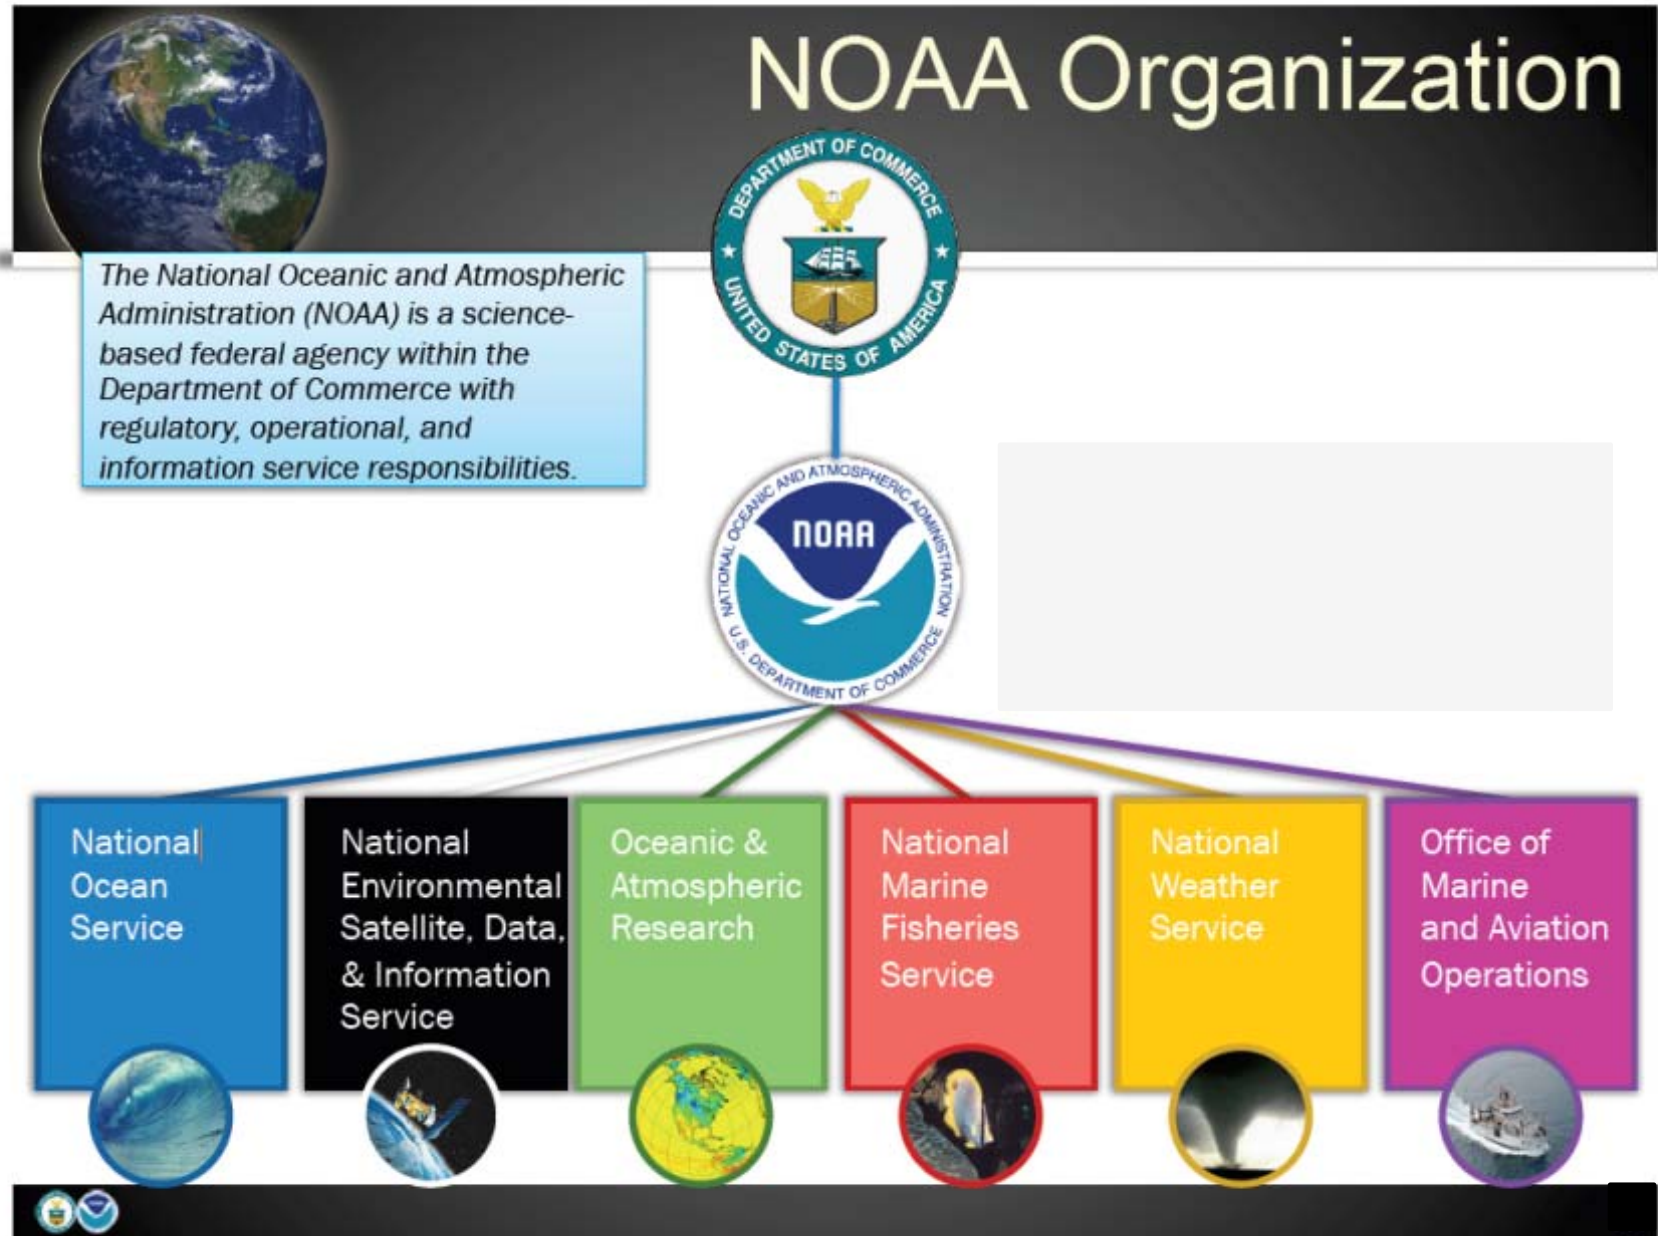 NOAA Organization
DEPARTMENT OF COMMERCE
UNITED STATES OF AMERICA
The National Oceanic and Atmospheric
Administration (NOAA) is a science-
based federal agency within the
Department of Commerce with
regulatory, operational, and
information service responsibilities.
NATIONAL OCEANIC AND ATMOSPHERIC ADMINISTRATION
NOAA
U.S. DEPARTMENT OF COMMERCE
National
Ocean
Service
National
Environmental
Satellite, Data,
& Information
Service
Oceanic &
Atmospheric
Research
National
Marine
Fisheries
Service
National
Weather
Service
Office of
Marine
and Aviation
Operations